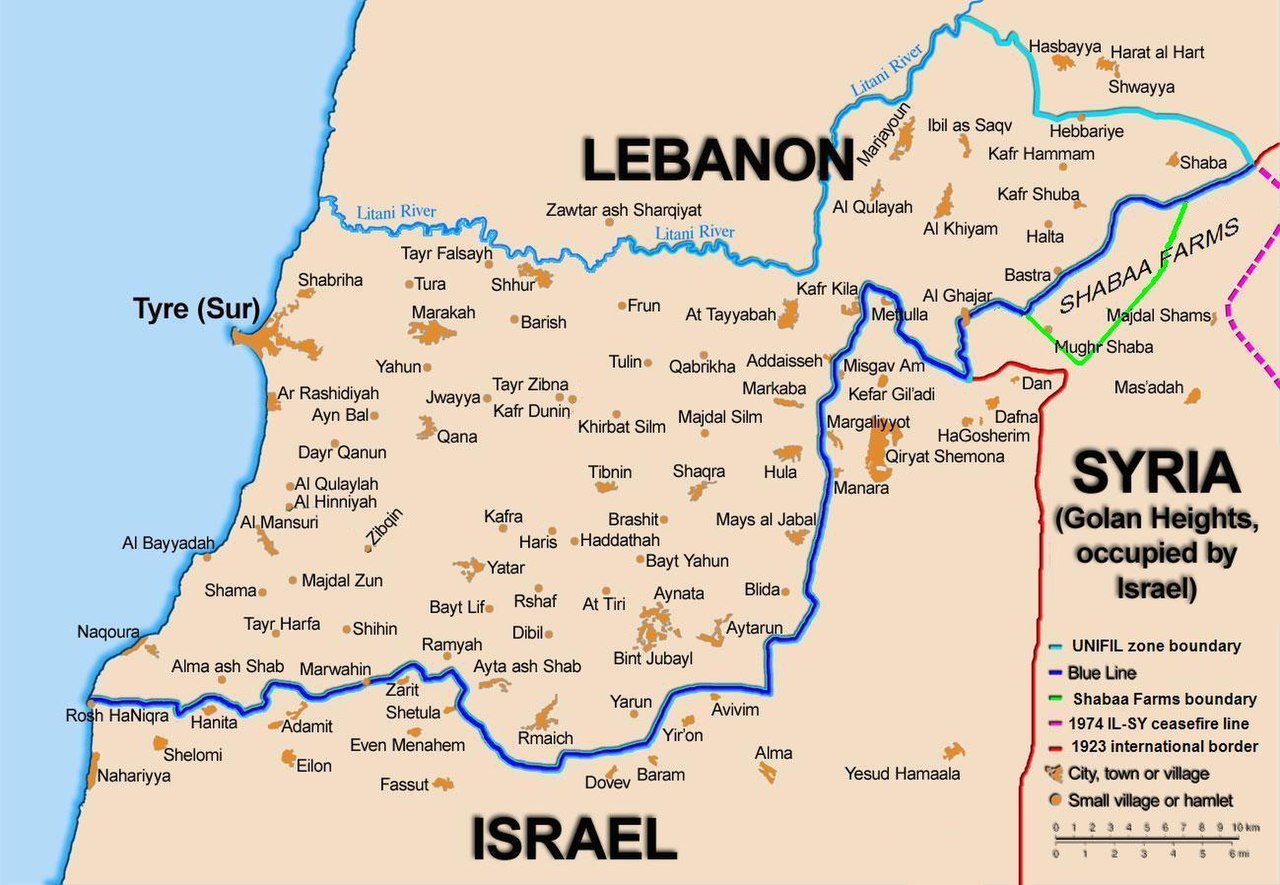 Litani River
Hasbayya
Harat al Hart
Shwayya
Marjayoun
Ibil as Saqv
Hebbariye
LEBANON
Kafr Hammam
Shaba
Kafr Shuba
Al Qulayah
Al Khiyam
Halta
Litani River
Zawtar ash Sharqiyat
Litani River
SHABAA FARMS
Tayr Falsayh
Shabriha
Tura
Shhur
Bastra
Kafr Kila
Al Ghajar
Tyre (Sur)
Marakah
Barish
Frun
At Tayyabah
Metulla
Majdal Shams
Mughr Shaba
Yahun
Tulin
Qabrikha
Addaisseh
Misgav Am
Ar Rashidiyah
Jwayya
Tayr Zibna
Markaba
Kefar Gil'adi
Dan
Mas'adah
Ayn Bal
Kafr Dunin
Khirbat Silm
Majdal Silm
Margaliyyot
Dafna
Qana
HaGosherim
Dayr Qanun
Qiryat Shemona
Tibnin
Shaqra
Hula
Manara
SYRIA
Al Qulaylah
Al Hinniyah
(Golan Heights,
occupied by
Israel)
Al Mansuri
Zibqin
Kafra
Brashit
Mays al Jabal
Al Bayyadah
Haris
Haddathah
Yatar
Bayt Yahun
Shama
Majdal Zun
Bayt Lif
Rshaf
At Tiri
Aynata
Blida
Naqoura
Tayr Harfa
Shihin
Dibil
Aytarun
Ramyah
Bint Jubayl
Alma ash Shab
Marwahin
Ayta ash Shab
Zarit
Rosh HaNiqra
Hanita
Adamit
Shetula
Yarun
Avivim
Rmaich
Yir'on
Shelomi
Even Menahem
Nahariyya
Eilon
Fassut
Dovev
Baram
Alma
Yesud Hamaala
ISRAEL
UNIFIL zone boundary
Blue Line
Shabaa Farms boundary
1974 IL-SY ceasefire line
1923 international border
City, town or village
Small village or hamlet
0 1 2 3 4 5 6 7 8 9 10 km
0 1 2 3 4 5 6 mi